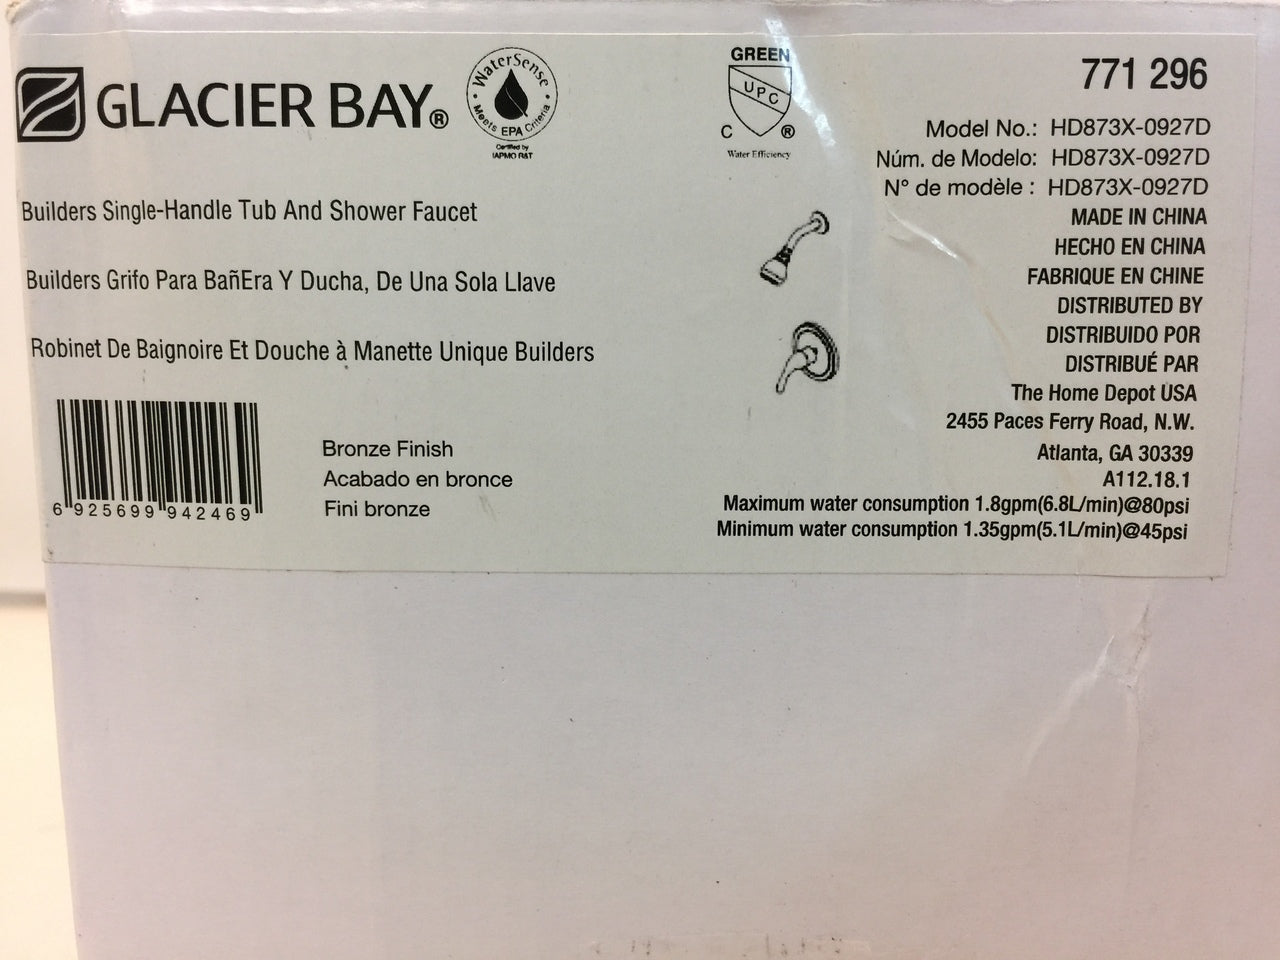 GLACIER BAY®
WaterSense
Meets EPA Criteria
Certified by
IAPMO R&T
GREEN
UPC
C ®
Water Efficiency
771 296
Model No.: HD873X-0927D
Núm. de Modelo: HD873X-0927D
N° de modèle : HD873X-0927D
MADE IN CHINA
HECHO EN CHINA
FABRIQUE EN CHINE
DISTRIBUTED BY
DISTRIBUIDO POR
DISTRIBUÉ PAR
The Home Depot USA
2455 Paces Ferry Road, N.W.
Atlanta, GA 30339
A112.18.1
Maximum water consumption 1.8gpm(6.8L/min)@80psi
Minimum water consumption 1.35gpm(5.1L/min)@45psi
Builders Single-Handle Tub And Shower Faucet
Builders Grifo Para BañEra Y Ducha, De Una Sola Llave
Robinet De Baignoire Et Douche à Manette Unique Builders
Bronze Finish
Acabado en bronce
Fini bronze
6 925699 942469